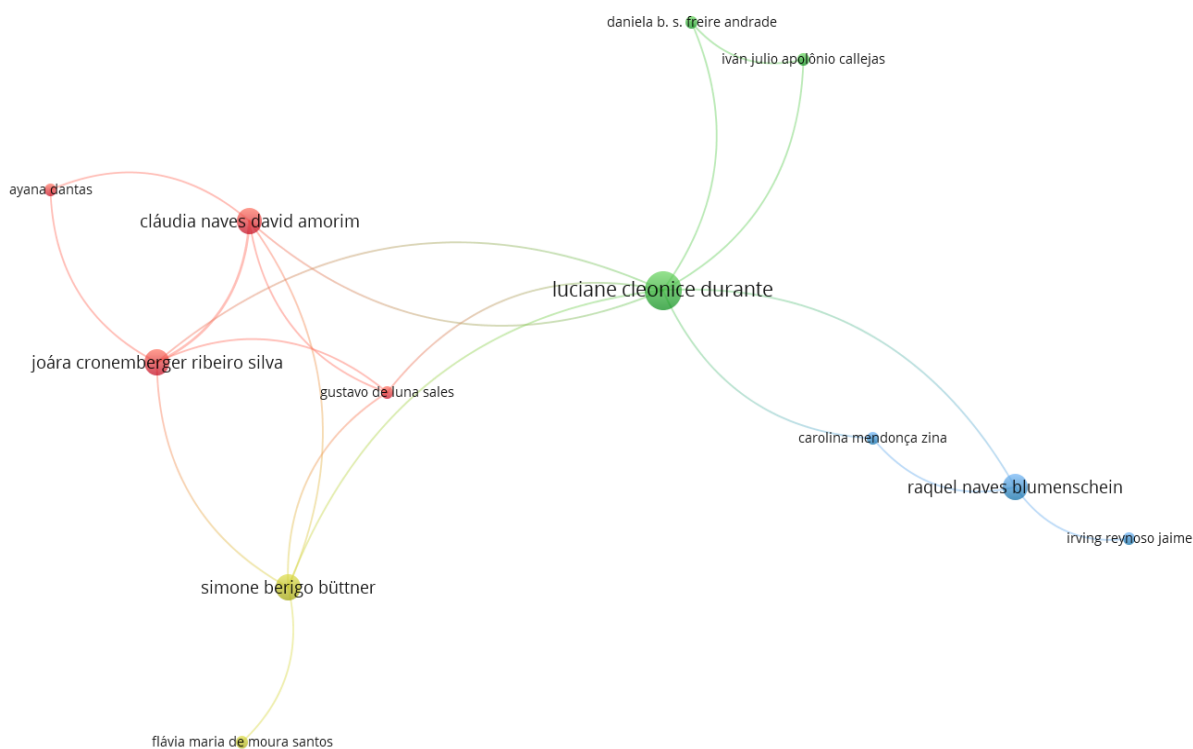 daniela b. s. freire andrade
iván julio apolônio callejas
ayana dantas
cláudia naves david amorim
luciane cleonice durante
joára cronemberger ribeiro silva
gustavo de luna sales
carolina mendonça zina
raquel naves blumenschein
irving reynoso jaime
simone berigo büttner
flávia maria de moura santos